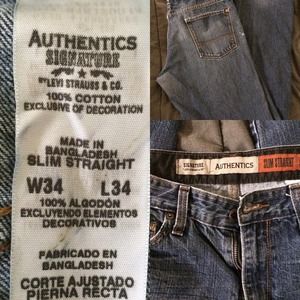 AUTHENTICS
SIGNATURE
BY LEVI STRAUSS & CO.
100% COTTON
EXCLUSIVE OF DECORATION
MADE IN
BANGLADESH
SLIM STRAIGHT
W34 L34
100% ALGODÓN
EXCLUYENDO ELEMENTOS
DECORATIVOS
FABRICADO EN
BANGLADESH
CORTE AJUSTADO
PIERNA RECTA
SIGNATURE
AUTHENTICS
SLIM STRAIGHT